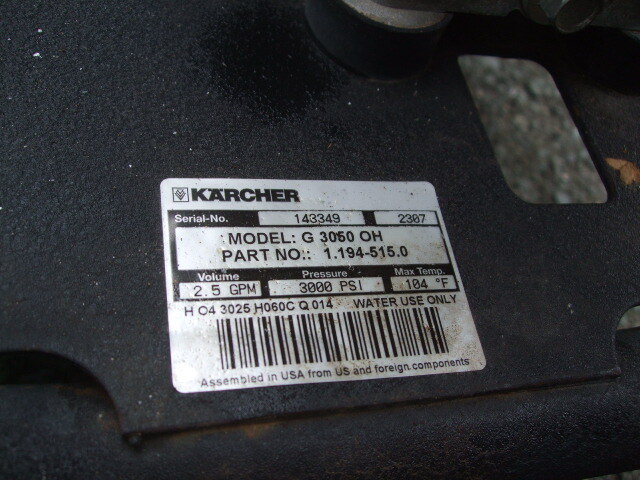 KÄRCHER
Serial-No. 143349 2307
MODEL: G 3050 OH
PART NO.: 1.194-515.0
Volume Pressure Max Temp.
2.5 GPM 3000 PSI 104 °F
H O4 3025 H060C Q 014 WATER USE ONLY
Assembled in USA from US and foreign components